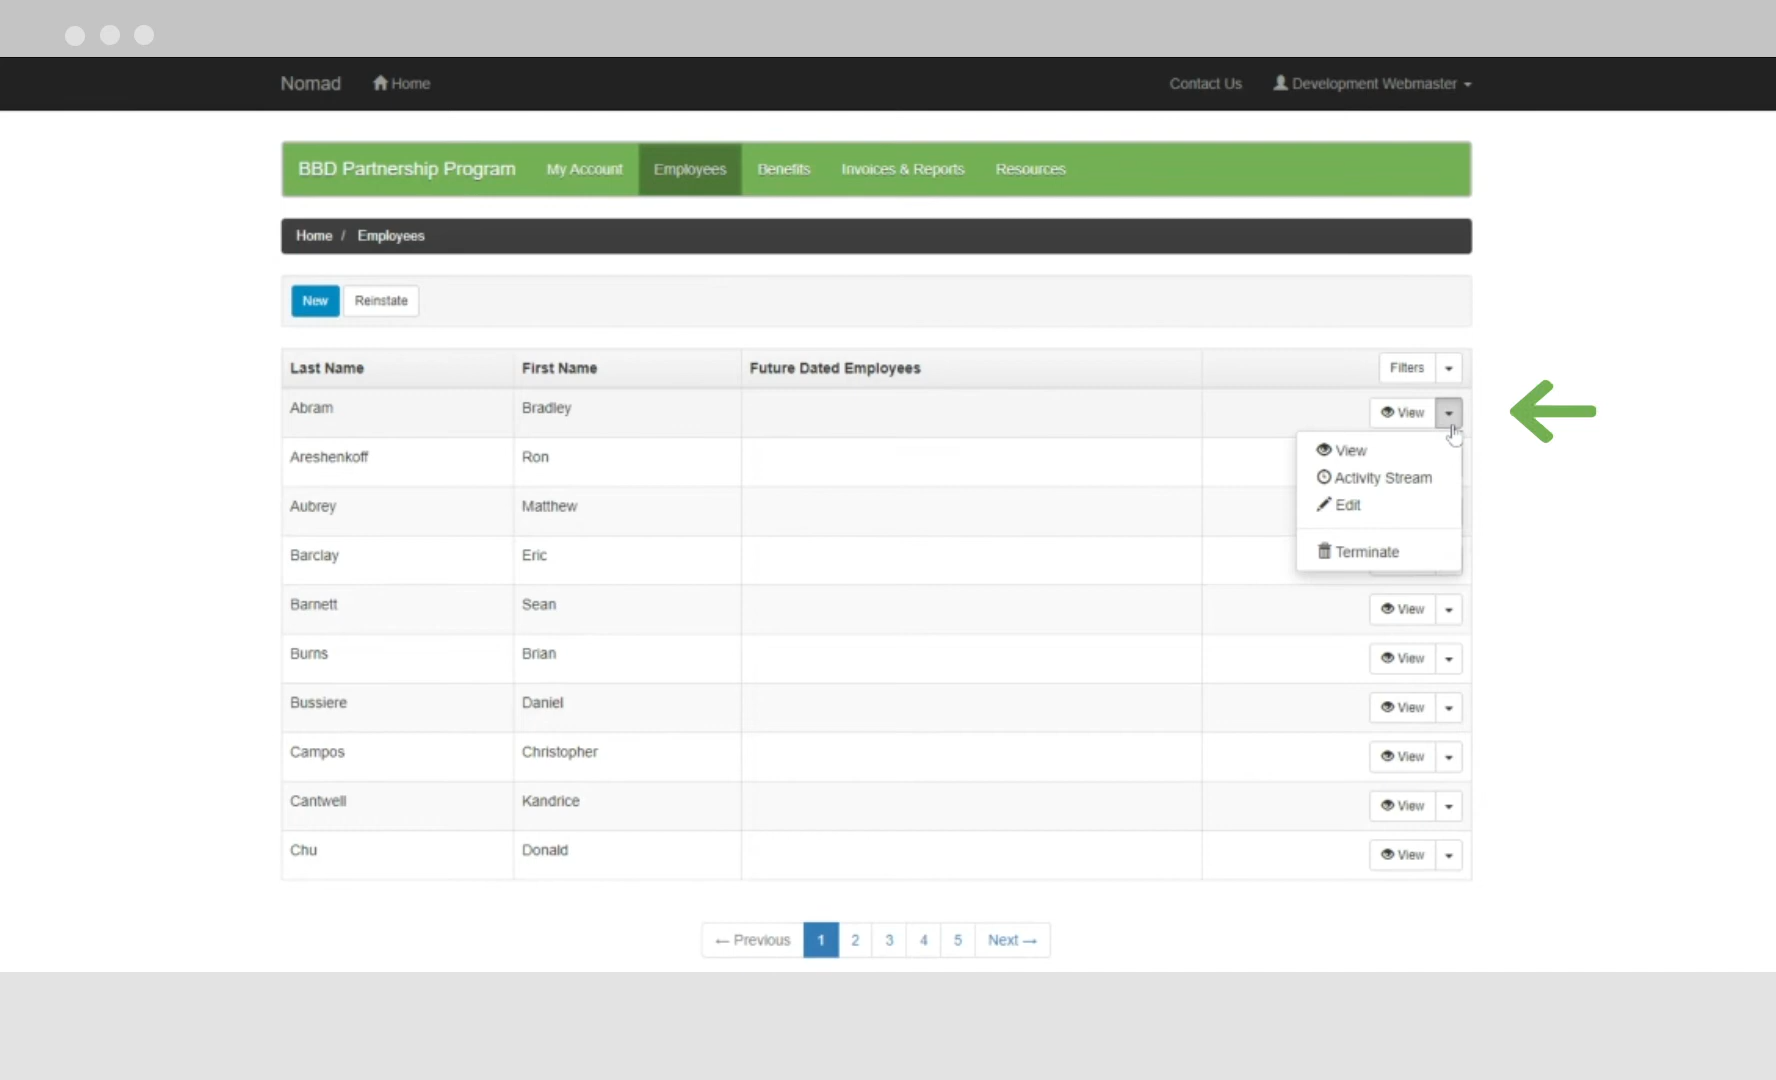 Nomad Home Contact Us Development Webmaster
BBD Partnership Program My Account Employees Benefits Invoices & Reports Resources
Home / Employees
New Reinstate
Last Name First Name Future Dated Employees Filters
Abram Bradley View
View
Activity Stream
Edit
Terminate
Areshenkoff Ron
Aubrey Matthew
Barclay Eric
Barnett Sean View
Burns Brian View
Bussiere Daniel View
Campos Christopher View
Cantwell Kandrice View
Chu Donald View
← Previous 1 2 3 4 5 Next →